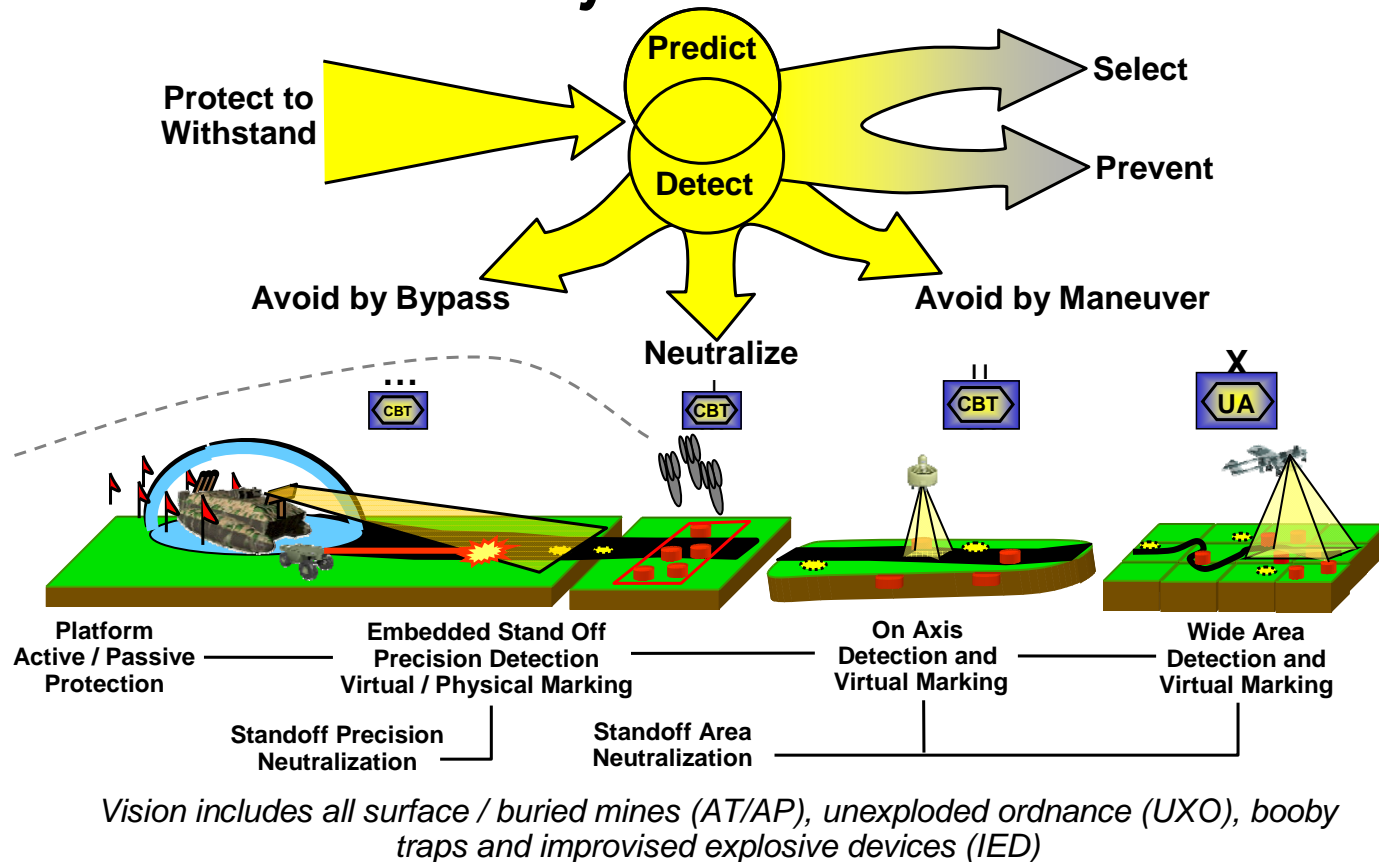 Predict
Select
Protect to
Withstand
Prevent
Detect
Avoid by Bypass
Avoid by Maneuver
Neutralize
...
CBT
I
CBT
II
CBT
X
UA
Platform
Active / Passive
Protection
Embedded Stand Off
Precision Detection
Virtual / Physical Marking
On Axis
Detection and
Virtual Marking
Wide Area
Detection and
Virtual Marking
Standoff Precision
Neutralization
Standoff Area
Neutralization
Vision includes all surface / buried mines (AT/AP), unexploded ordnance (UXO), booby
traps and improvised explosive devices (IED)